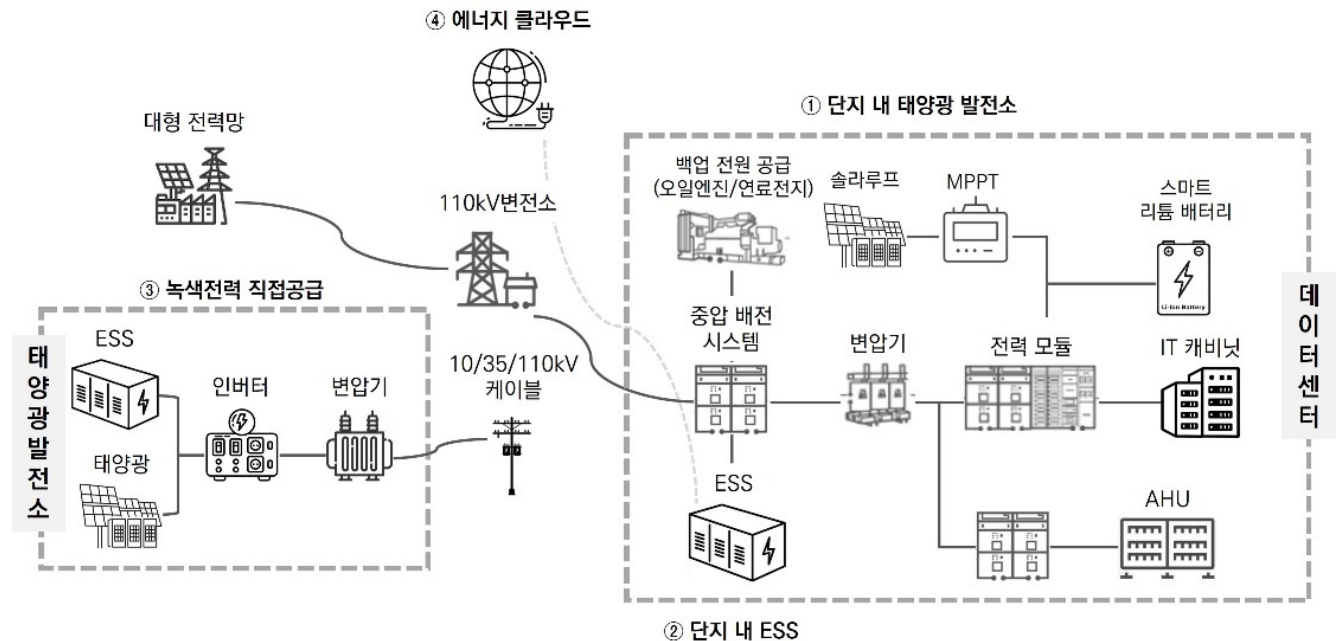 ④ 에너지 클라우드
대형 전력망
110kV변전소
③ 녹색전력 직접공급
태양광발전소
ESS
인버터
변압기
태양광
10/35/110kV
케이블
① 단지 내 태양광 발전소
백업 전원 공급
(오일엔진/연료전지)
솔라루프
MPPT
스마트
리튬 배터리
Li-Ion Battery
중압 배전
시스템
변압기
전력 모듈
IT 캐비닛
데이터센터
ESS
AHU
② 단지 내 ESS